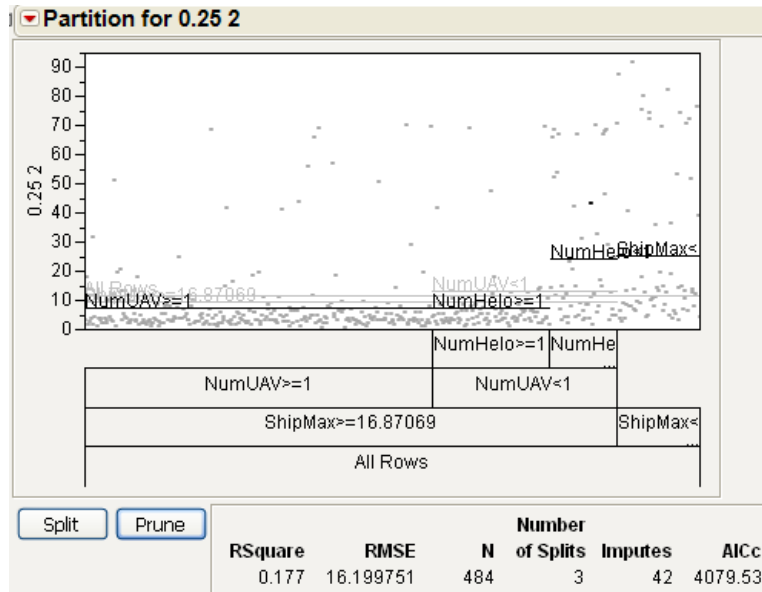 Partition for 0.25 2
90
80
70
60
50
40
30
20
10
0
0.25 2
All Rows
NumUAV<1
NumUAV>=1
NumHelo>=1
ShipMax<
NumHelo>=1 NumHe
...
NumUAV>=1 NumUAV<1
ShipMax>=16.87069 ShipMax<
...
All Rows
Split Prune
Number
RSquare RMSE N of Splits Imputes AICc
0.177 16.199751 484 3 42 4079.53